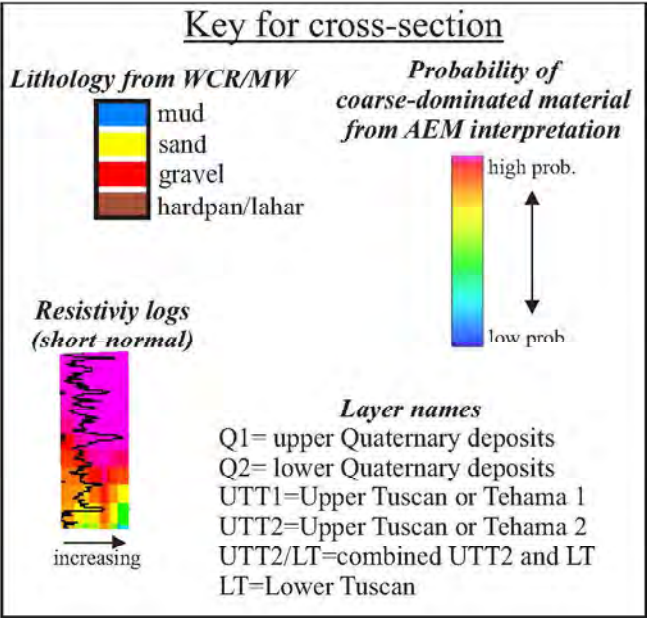 Key for cross-section
Lithology from WCR/MW
mud
sand
gravel
hardpan/lahar
Probability of
coarse-dominated material
from AEM interpretation
high prob.
low prob.
Resistiviy logs
(short normal)
increasing
Layer names
Q1= upper Quaternary deposits
Q2= lower Quaternary deposits
UTT1=Upper Tuscan or Tehama 1
UTT2=Upper Tuscan or Tehama 2
UTT2/LT=combined UTT2 and LT
LT=Lower Tuscan